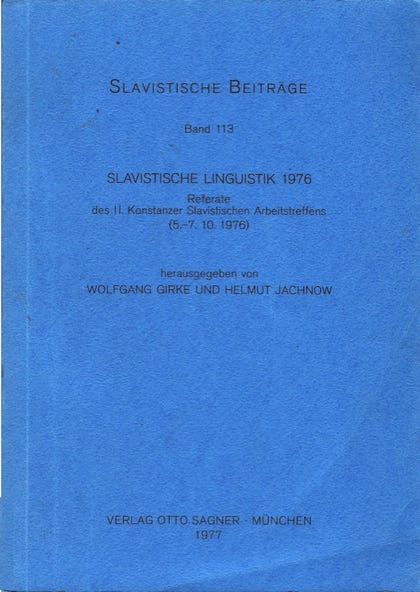 SLAVISTISCHE BEITRÄGE
Band 113
SLAVISTISCHE LINGUISTIK 1976
Referate
des II. Konstanzer Slavistischen Arbeitstreffens
(5.–7. 10. 1976)
herausgegeben von
WOLFGANG GIRKE UND HELMUT JACHNOW
VERLAG OTTO SAGNER · MÜNCHEN
1977